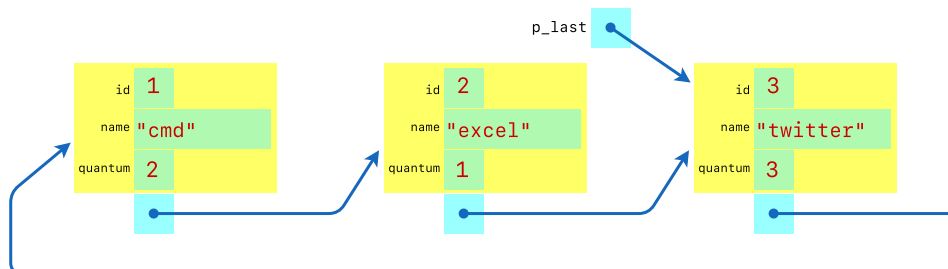 p_last
id 1
name "cmd"
quantum 2
id 2
name "excel"
quantum 1
id 3
name "twitter"
quantum 3